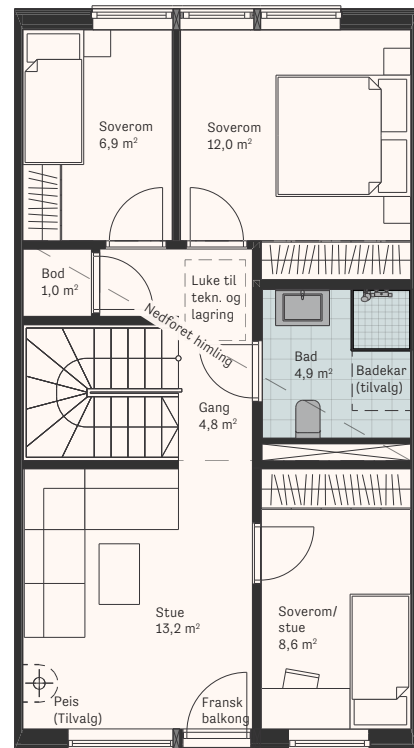 Soverom
6,9 m²
Soverom
12,0 m²
Bod
1,0 m²
Luke til
tekn. og
lagring
Nedforet himling
Bad
4,9 m²
Badekar
(tilvalg)
Gang
4,8 m²
Stue
13,2 m²
Soverom/
stue
8,6 m²
Peis
(Tilvalg)
Fransk
balkong